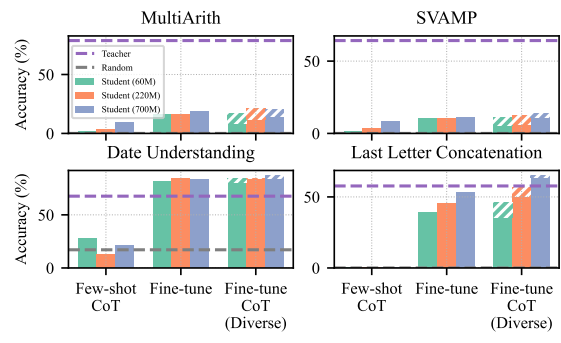 MultiArith
SVAMP
Accuracy (%)
50
0
Teacher
Random
Student (60M)
Student (220M)
Student (700M)
50
0
Date Understanding
Last Letter Concatenation
Accuracy (%)
50
0
50
0
Few-shot
CoT
Fine-tune
Fine-tune
CoT
(Diverse)
Few-shot
CoT
Fine-tune
Fine-tune
CoT
(Diverse)